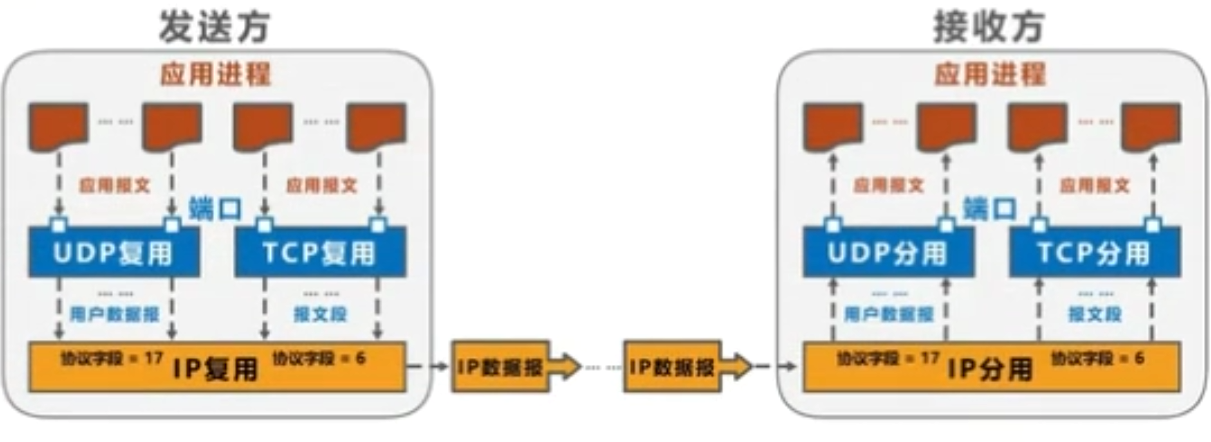 发送方
应用进程
…… ……
应用报文 应用报文
端口
UDP复用 TCP复用
…… ……
用户数据报 报文段
协议字段 = 17 IP复用 协议字段 = 6
IP数据报 …… IP数据报
接收方
应用进程
…… ……
应用报文 应用报文
端口
UDP分用 TCP分用
…… ……
用户数据报 报文段
协议字段 = 17 IP分用 协议字段 = 6